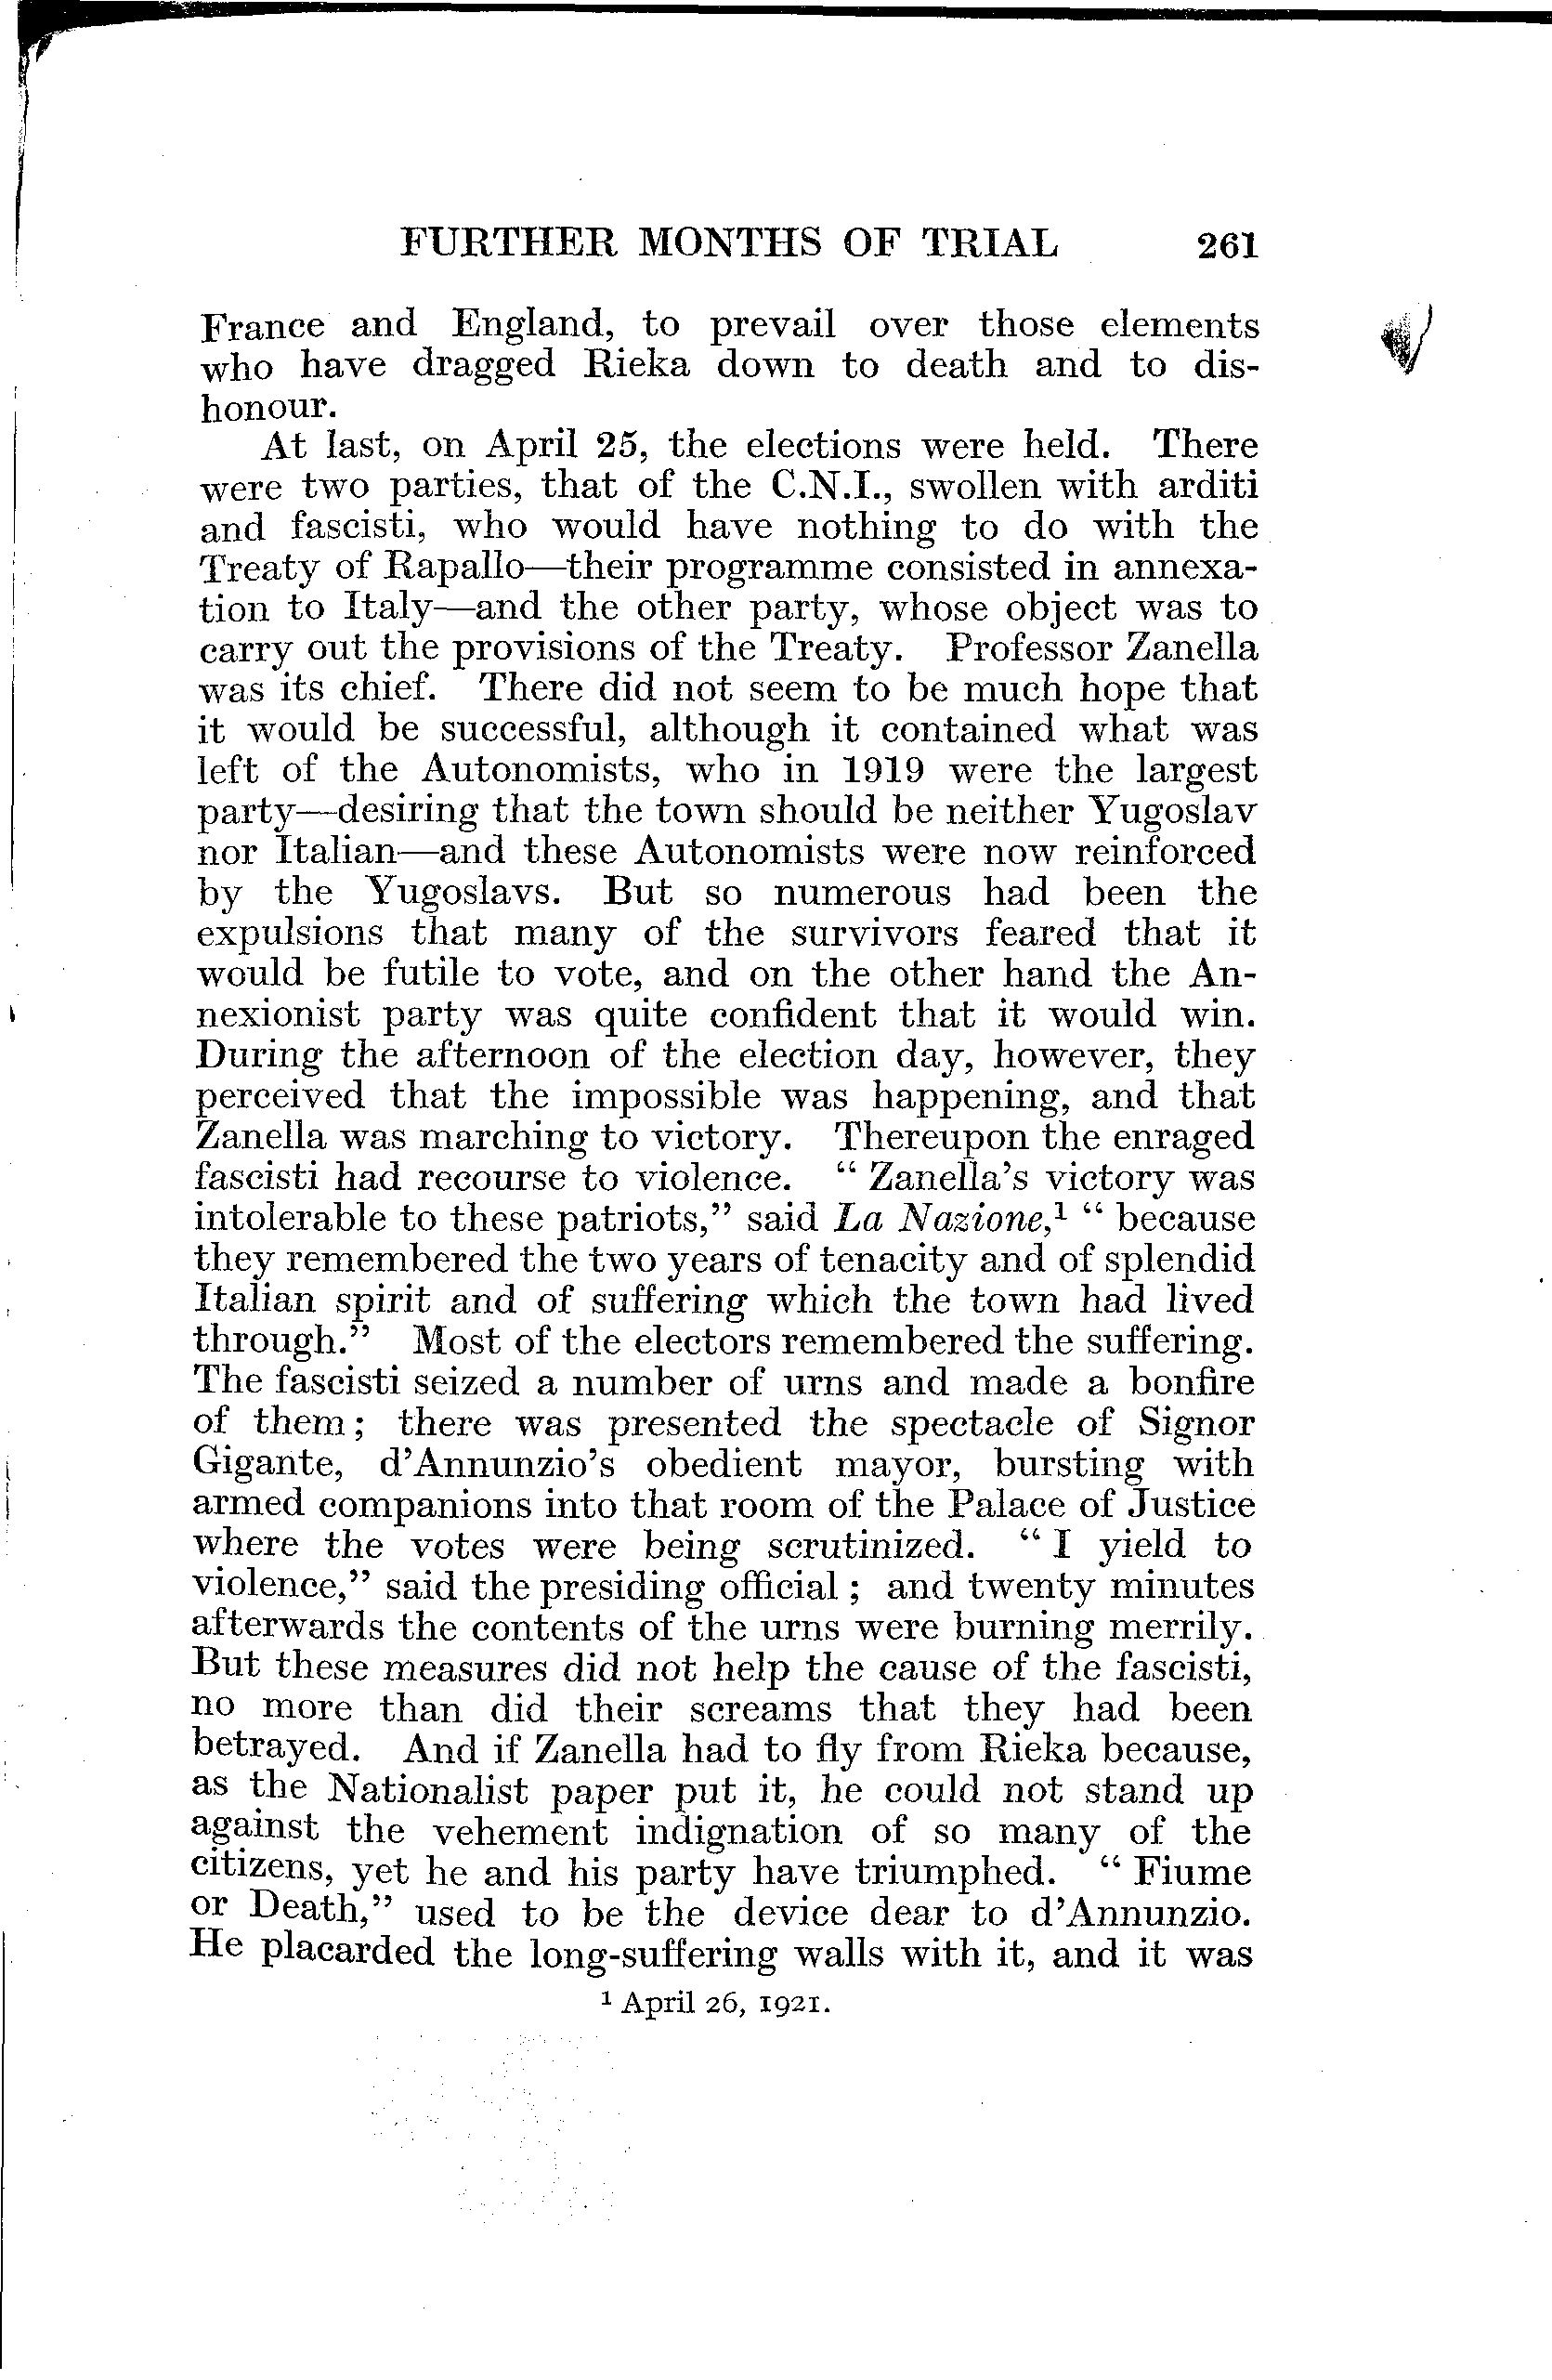 FURTHER MONTHS OF TRIAL 261
France and England, to prevail over those elements
who have dragged Rieka down to death and to dis-
honour.
At last, on April 25, the elections were held. There
were two parties, that of the C.N.I., swollen with arditi
and fascisti, who would have nothing to do with the
Treaty of Rapallo—their programme consisted in annexa-
tion to Italy—and the other party, whose object was to
carry out the provisions of the Treaty. Professor Zanella
was its chief. There did not seem to be much hope that
it would be successful, although it contained what was
left of the Autonomists, who in 1919 were the largest
party—desiring that the town should be neither Yugoslav
nor Italian—and these Autonomists were now reinforced
by the Yugoslavs. But so numerous had been the
expulsions that many of the survivors feared that it
would be futile to vote, and on the other hand the An-
nexionist party was quite confident that it would win.
During the afternoon of the election day, however, they
perceived that the impossible was happening, and that
Zanella was marching to victory. Thereupon the enraged
fascisti had recourse to violence. “ Zanella’s victory was
intolerable to these patriots,” said La Nazione,¹ “ because
they remembered the two years of tenacity and of splendid
Italian spirit and of suffering which the town had lived
through.” Most of the electors remembered the suffering.
The fascisti seized a number of urns and made a bonfire
of them ; there was presented the spectacle of Signor
Gigante, d’Annunzio’s obedient mayor, bursting with
armed companions into that room of the Palace of Justice
where the votes were being scrutinized. “ I yield to
violence,” said the presiding official ; and twenty minutes
afterwards the contents of the urns were burning merrily.
But these measures did not help the cause of the fascisti,
no more than did their screams that they had been
betrayed. And if Zanella had to fly from Rieka because,
as the Nationalist paper put it, he could not stand up
against the vehement indignation of so many of the
citizens, yet he and his party have triumphed. “ Fiume
or Death,” used to be the device dear to d’Annunzio.
He placarded the long-suffering walls with it, and it was
¹ April 26, 1921.